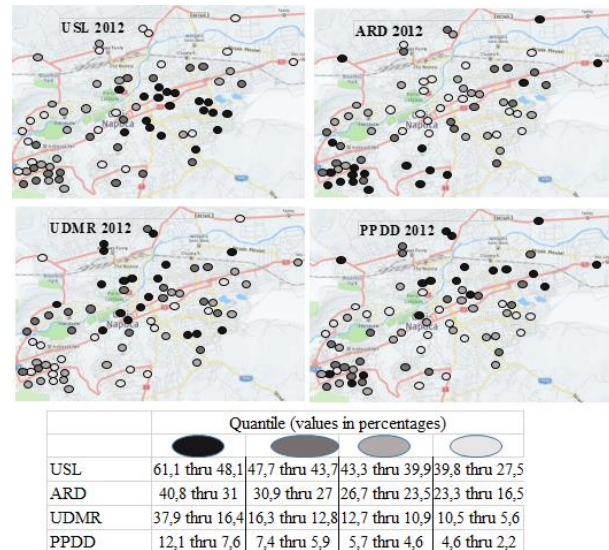 USL 2012
ARD 2012
Napoca
Napoca
UDMR 2012
PPDD 2012
Napoca
Napoca
Quantile (values in percentages)
USL 61,1 thru 48,1 47,7 thru 43,7 43,3 thru 39,9 39,8 thru 27,5
ARD 40,8 thru 31 30,9 thru 27 26,7 thru 23,5 23,3 thru 16,5
UDMR 37,9 thru 16,4 16,3 thru 12,8 12,7 thru 10,9 10,5 thru 5,6
PPDD 12,1 thru 7,6 7,4 thru 5,9 5,7 thru 4,6 4,6 thru 2,2